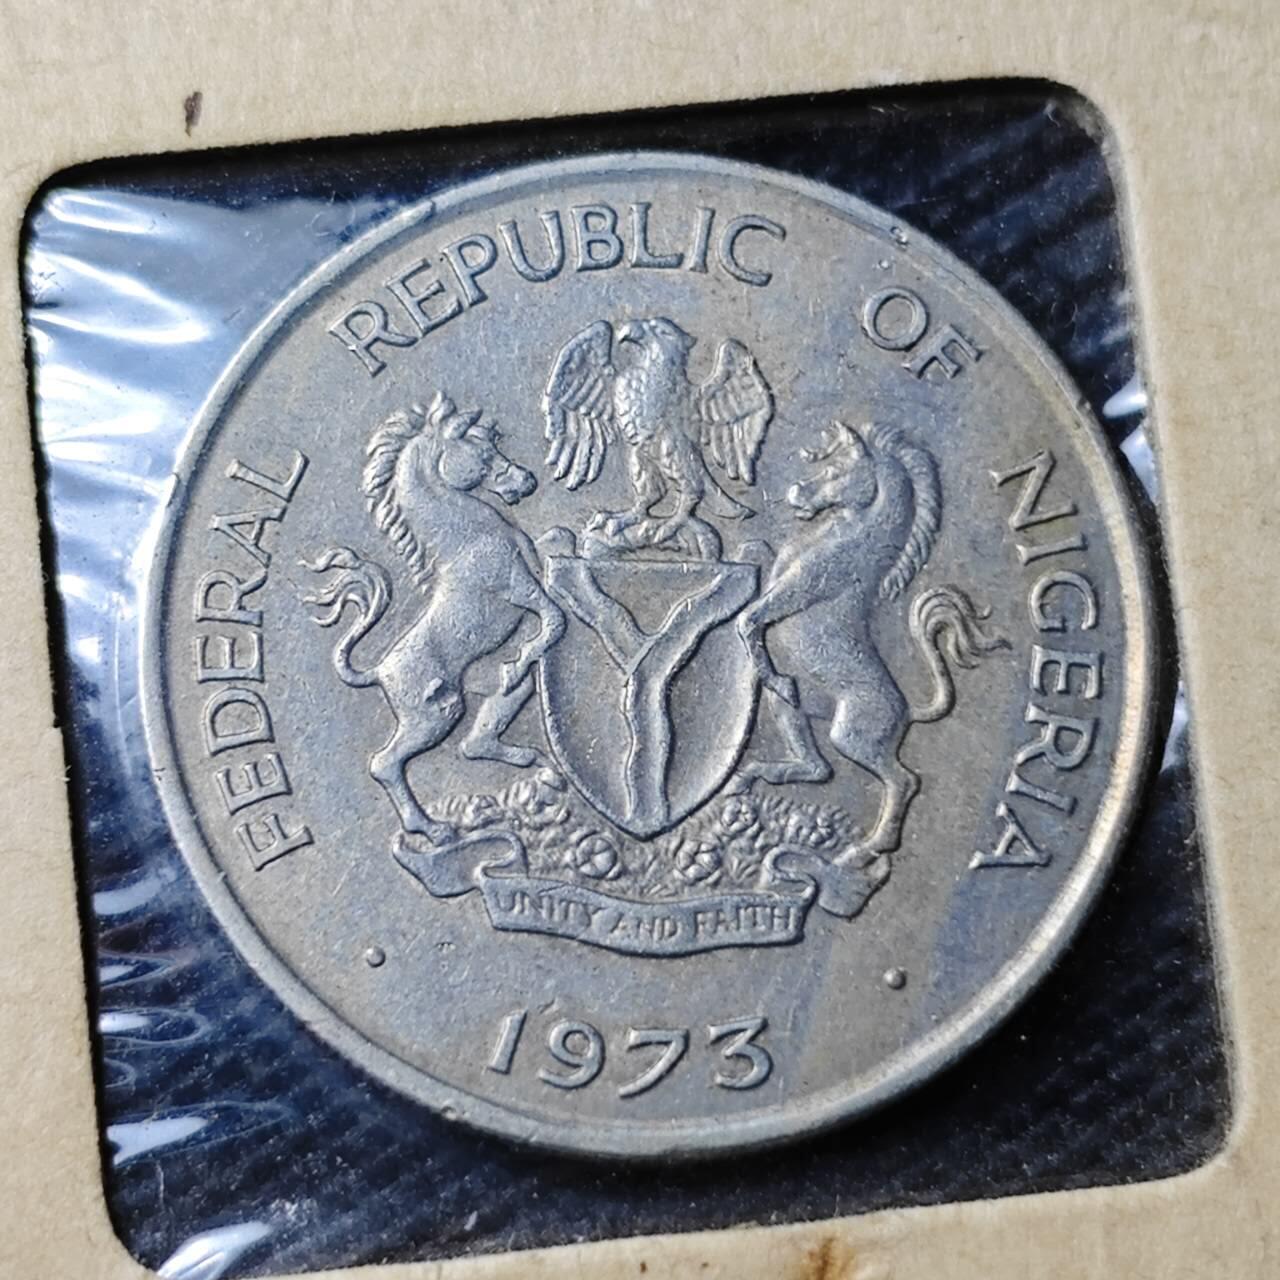 FEDERAL REPUBLIC OF NIGERIA
UNITY AND FAITH
1973